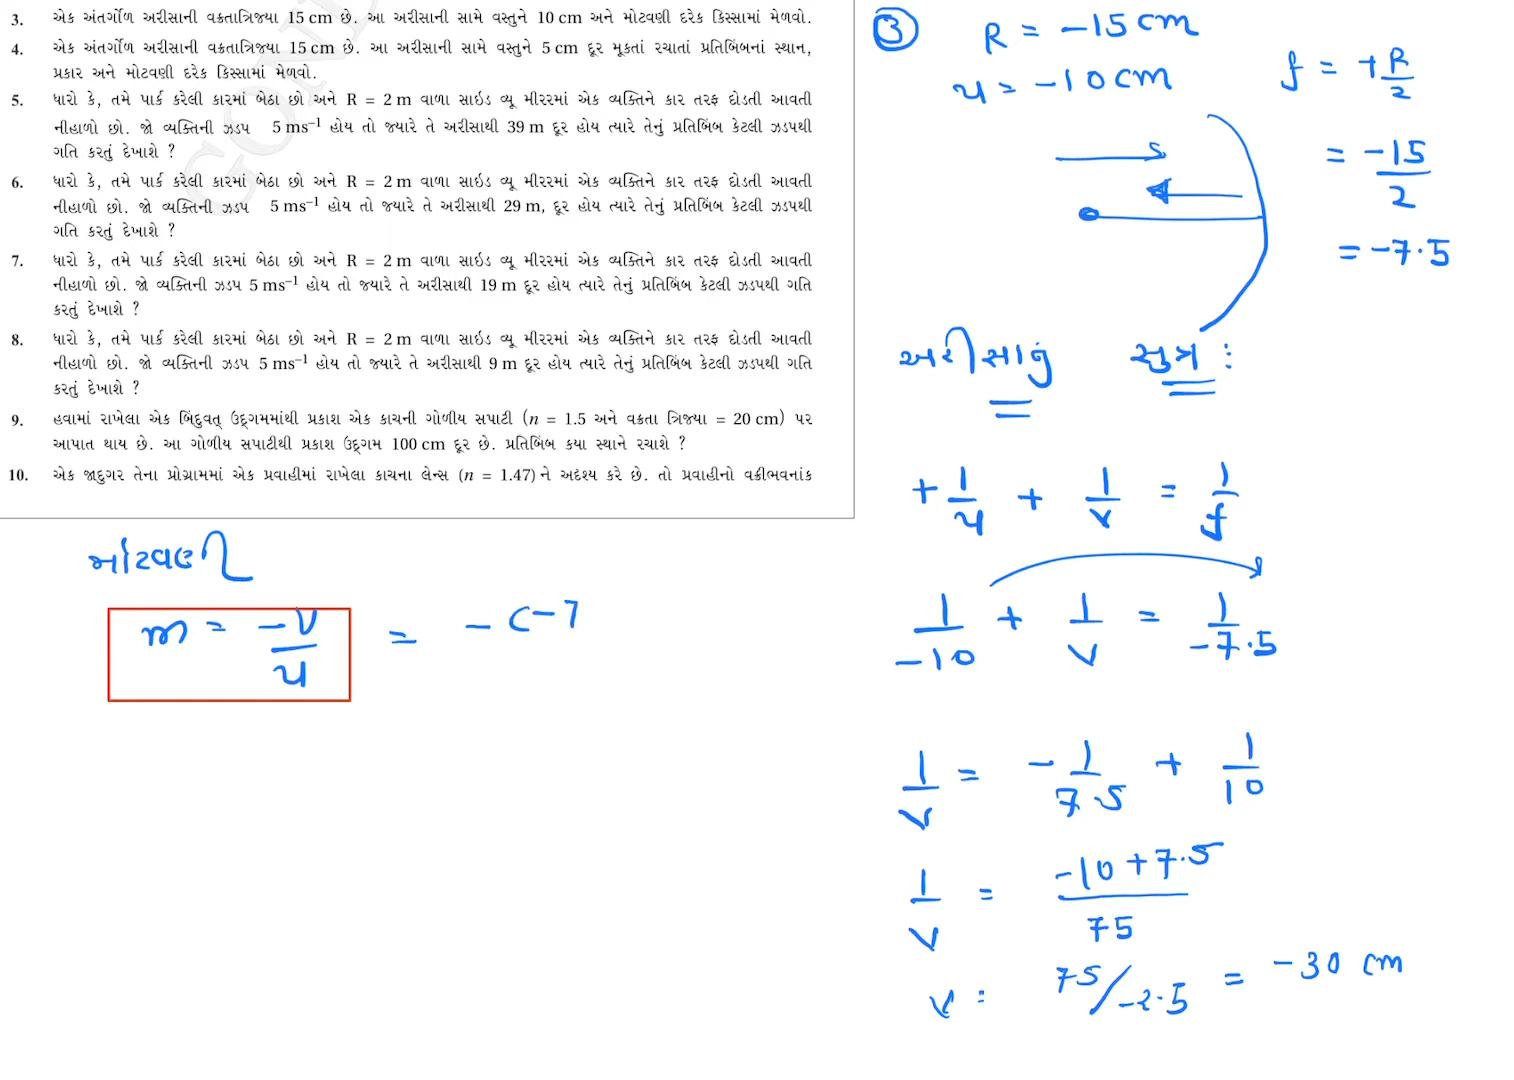 3. એક અંતર્ગોળ અરીસાની વક્રતાત્રિજ્યા 15 cm છે. આ અરીસાની સામે વસ્તુને 10 cm અને મોટવણી દરેક કિસ્સામાં મેળવો.
4. એક અંતર્ગોળ અરીસાની વક્રતાત્રિજ્યા 15 cm છે. આ અરીસાની સામે વસ્તુને 5 cm દૂર મૂકતાં રચાતાં પ્રતિબિંબનાં સ્થાન,
પ્રકાર અને મોટવણી દરેક કિસ્સામાં મેળવો.
5. ધારો કે, તમે પાર્ક કરેલી કારમાં બેઠા છો અને R = 2 m વાળા સાઇડ વ્યૂ મીરરમાં એક વ્યક્તિને કાર તરફ દોડતી આવતી
નીહાળો છો. જો વ્યક્તિની ઝડપ 5 ms⁻¹ હોય તો જ્યારે તે અરીસાથી 39 m દૂર હોય ત્યારે તેનું પ્રતિબિંબ કેટલી ઝડપથી
ગતિ કરતું દેખાશે ?
6. ધારો કે, તમે પાર્ક કરેલી કારમાં બેઠા છો અને R = 2 m વાળા સાઇડ વ્યૂ મીરરમાં એક વ્યક્તિને કાર તરફ દોડતી આવતી
નીહાળો છો. જો વ્યક્તિની ઝડપ 5 ms⁻¹ હોય તો જ્યારે તે અરીસાથી 29 m, દૂર હોય ત્યારે તેનું પ્રતિબિંબ કેટલી ઝડપથી
ગતિ કરતું દેખાશે ?
7. ધારો કે, તમે પાર્ક કરેલી કારમાં બેઠા છો અને R = 2 m વાળા સાઇડ વ્યૂ મીરરમાં એક વ્યક્તિને કાર તરફ દોડતી આવતી
નીહાળો છો. જો વ્યક્તિની ઝડપ 5 ms⁻¹ હોય તો જ્યારે તે અરીસાથી 19 m દૂર હોય ત્યારે તેનું પ્રતિબિંબ કેટલી ઝડપથી ગતિ
કરતું દેખાશે ?
8. ધારો કે, તમે પાર્ક કરેલી કારમાં બેઠા છો અને R = 2 m વાળા સાઇડ વ્યૂ મીરરમાં એક વ્યક્તિને કાર તરફ દોડતી આવતી
નીહાળો છો. જો વ્યક્તિની ઝડપ 5 ms⁻¹ હોય તો જ્યારે તે અરીસાથી 9 m દૂર હોય ત્યારે તેનું પ્રતિબિંબ કેટલી ઝડપથી ગતિ
કરતું દેખાશે ?
9. હવામાં રાખેલા એક બિંદુવત્ ઉદ્ગમમાંથી પ્રકાશ એક કાચની ગોળીય સપાટી (n = 1.5 અને વક્રતા ત્રિજ્યા = 20 cm) પર
આપાત થાય છે. આ ગોળીય સપાટીથી પ્રકાશ ઉદ્ગમ 100 cm દૂર છે. પ્રતિબિંબ કયા સ્થાને રચાશે ?
10. એક જાદુગર તેના પ્રોગ્રામમાં એક પ્રવાહીમાં રાખેલા કાચના લેન્સ (n = 1.47) ને અદૃશ્ય કરે છે. તો પ્રવાહીનો વક્રીભવનાંક
મોટવણી
m = -v/u = -(-7
3 R = -15 cm
u = -10 cm
f = +R/2
= -15/2
= -7.5
અરીસાનું સુત્ર :
+1/u + 1/v = 1/f
1/-10 + 1/v = 1/-7.5
1/v = -1/7.5 + 1/10
1/v = -10+7.5/75
v = 75/-2.5 = -30 cm